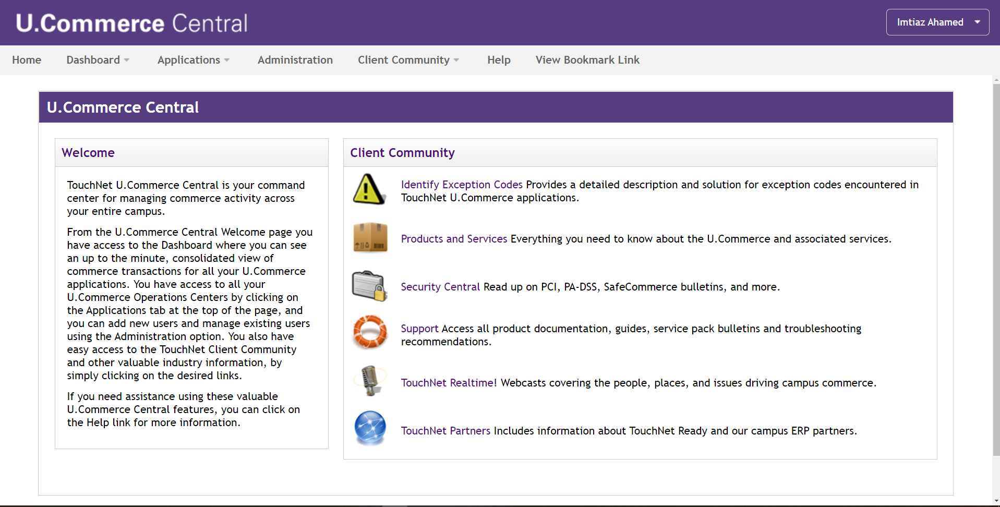 U.Commerce Central
Imtiaz Ahamed
Home Dashboard Applications Administration Client Community Help View Bookmark Link
U.Commerce Central
Welcome
TouchNet U.Commerce Central is your command
center for managing commerce activity across
your entire campus.
From the U.Commerce Central Welcome page you
have access to the Dashboard where you can see
an up to the minute, consolidated view of
commerce transactions for all your U.Commerce
applications. You have access to all your
U.Commerce Operations Centers by clicking on
the Applications tab at the top of the page, and
you can add new users and manage existing users
using the Administration option. You also have
easy access to the TouchNet Client Community
and other valuable industry information, by
simply clicking on the desired links.
If you need assistance using these valuable
U.Commerce Central features, you can click on
the Help link for more information.
Client Community
Identify Exception Codes Provides a detailed description and solution for exception codes encountered in
TouchNet U.Commerce applications.
Products and Services Everything you need to know about the U.Commerce and associated services.
Security Central Read up on PCI, PA-DSS, SafeCommerce bulletins, and more.
Support Access all product documentation, guides, service pack bulletins and troubleshooting
recommendations.
TouchNet Realtime! Webcasts covering the people, places, and issues driving campus commerce.
TouchNet Partners Includes information about TouchNet Ready and our campus ERP partners.